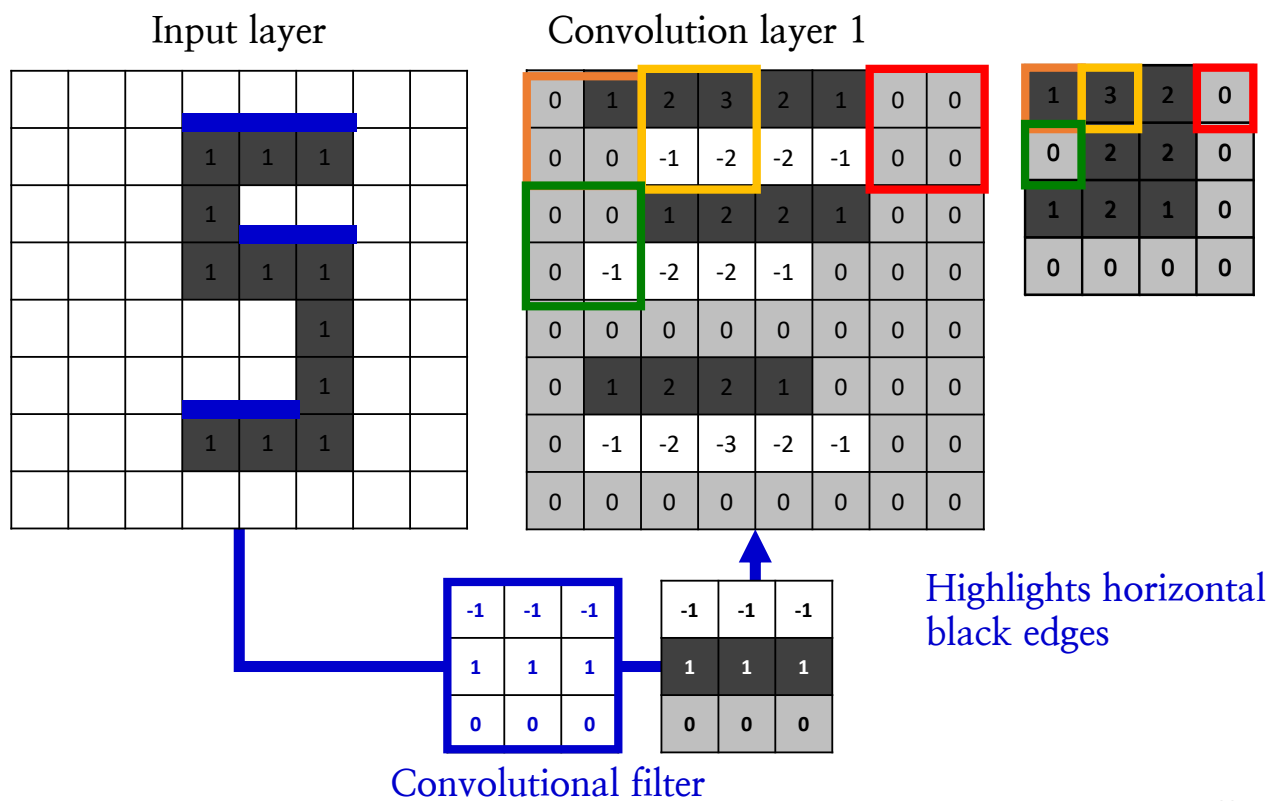 Input layer
1 1 1
1
1 1 1
1
1
1 1 1
Convolution layer 1
0 1 2 3 2 1 0 0
0 0 -1 -2 -2 -1 0 0
0 0 1 2 2 1 0 0
0 -1 -2 -2 -1 0 0 0
0 0 0 0 0 0 0 0
0 1 2 2 1 0 0 0
0 -1 -2 -3 -2 -1 0 0
0 0 0 0 0 0 0 0
1 3 2 0
0 2 2 0
1 2 1 0
0 0 0 0
-1 -1 -1
1 1 1
0 0 0
Convolutional filter
-1 -1 -1
1 1 1
0 0 0
Highlights horizontal
black edges